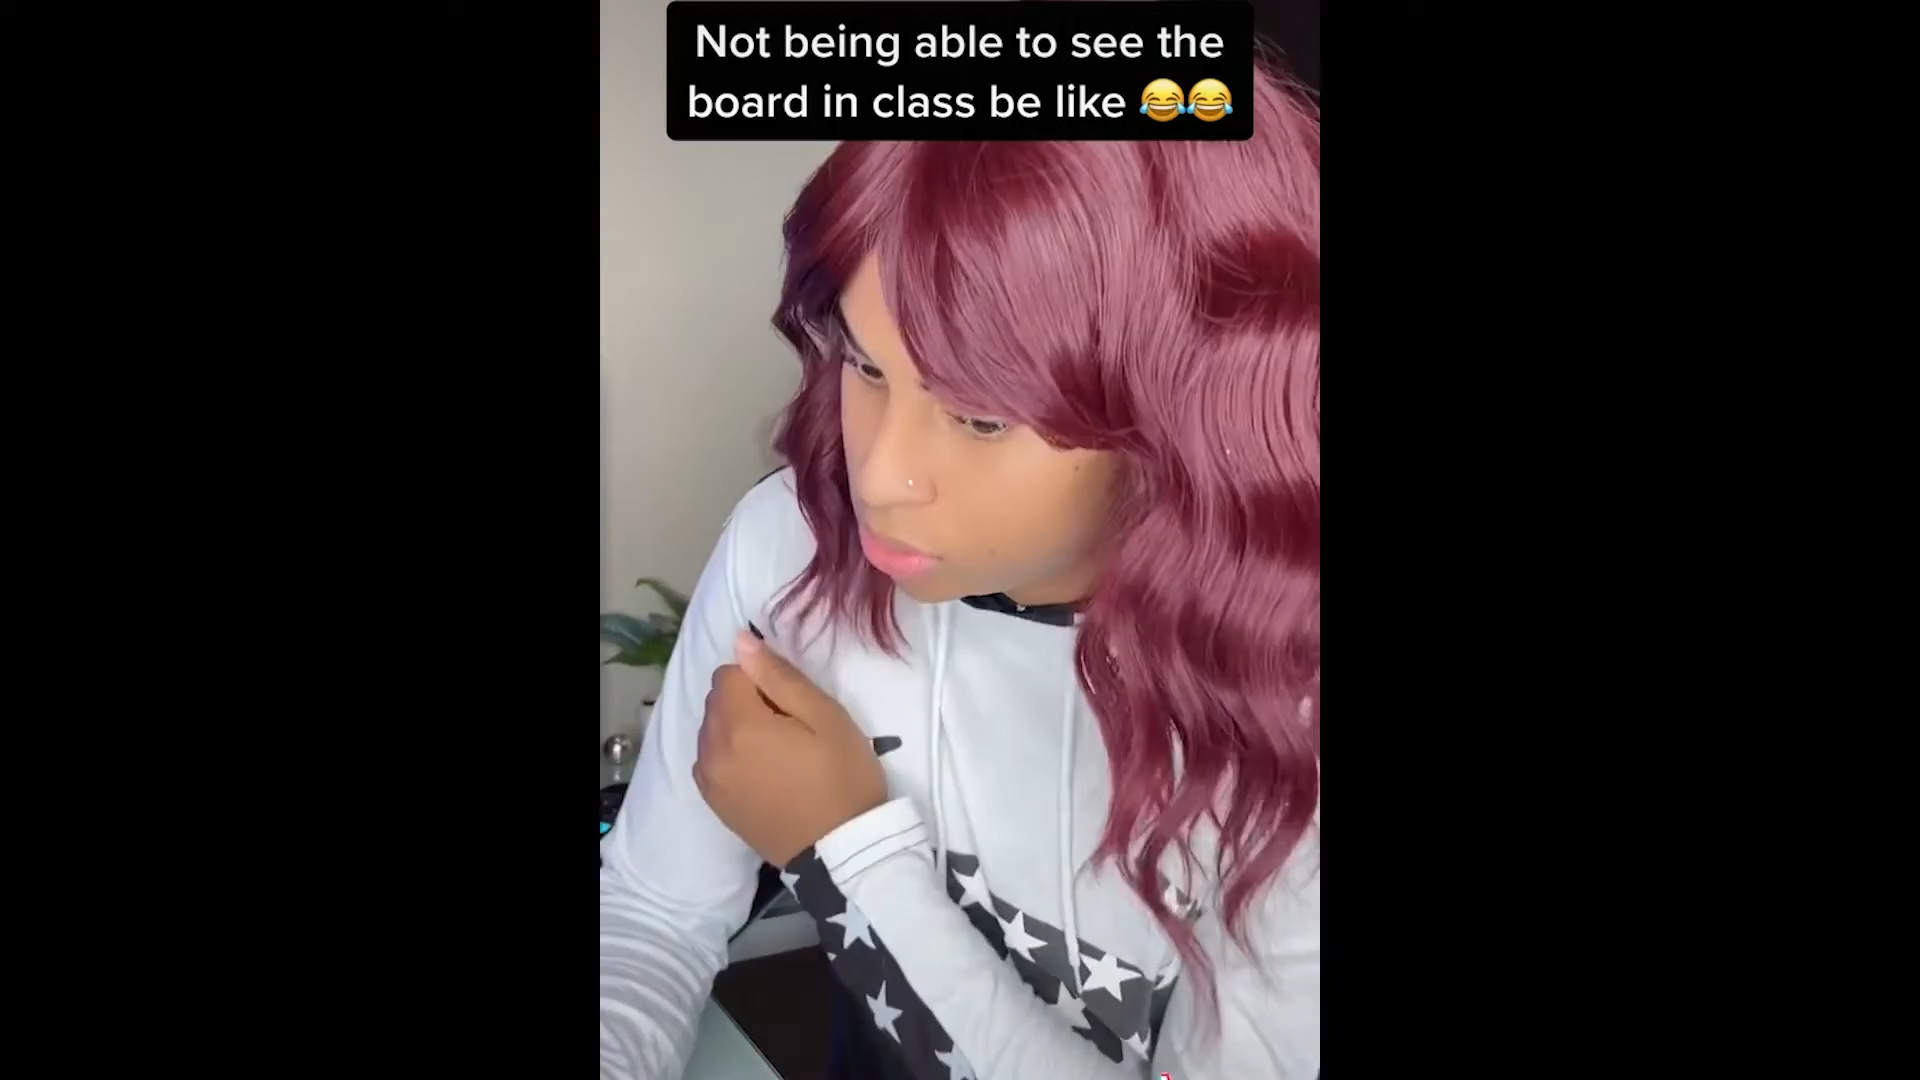 Not being able to see the
board in class be like 😂😂